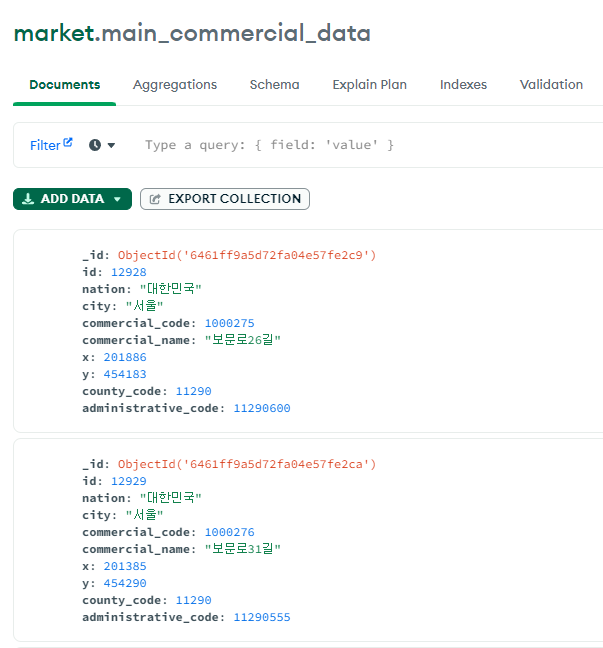 market.main_commercial_data
Documents Aggregations Schema Explain Plan Indexes Validation
Filter Type a query: { field: 'value' }
ADD DATA EXPORT COLLECTION
_id: ObjectId('6461ff9a5d72fa04e57fe2c9')
id: 12928
nation: "대한민국"
city: "서울"
commercial_code: 1000275
commercial_name: "보문로26길"
x: 201886
y: 454183
county_code: 11290
administrative_code: 11290600
_id: ObjectId('6461ff9a5d72fa04e57fe2ca')
id: 12929
nation: "대한민국"
city: "서울"
commercial_code: 1000276
commercial_name: "보문로31길"
x: 201385
y: 454290
county_code: 11290
administrative_code: 11290555